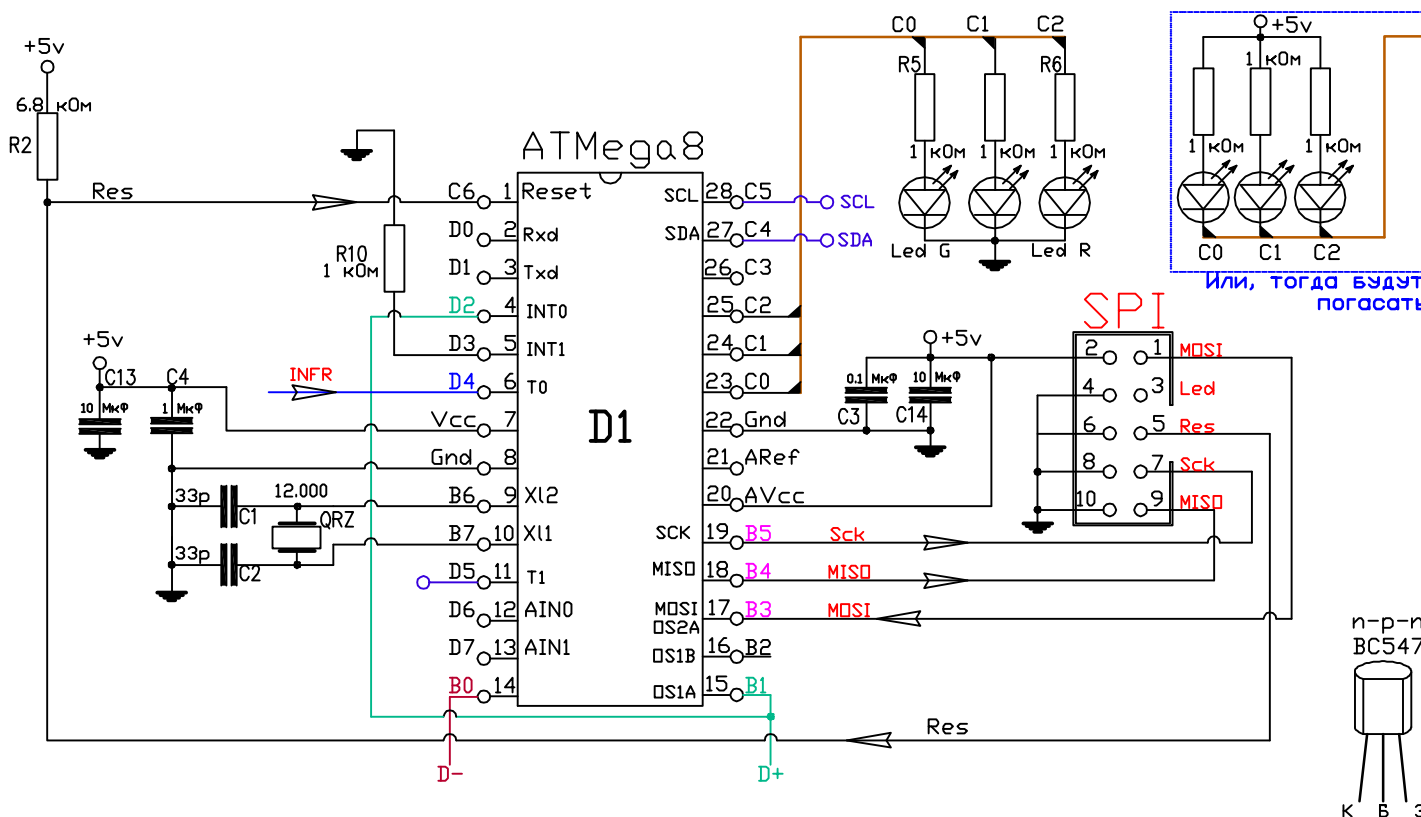 +5v
6.8 кОм
R2
Res
ATMega8
D1
R10
1 кОм
INFR
+5v
C13
C4
10 Мкф
1 Мкф
33p
C1
12.000
QRZ
33p
C2
C6 1 Reset
D0 2 Rxd
D1 3 Txd
D2 4 INT0
D3 5 INT1
D4 6 T0
Vcc 7
Gnd 8
B6 9 Xl2
B7 10 Xl1
D5 11 T1
D6 12 AIN0
D7 13 AIN1
B0 14
SCL 28 C5 SCL
SDA 27 C4 SDA
26 C3
25 C2
24 C1
23 C0
22 Gnd
21 ARef
20 AVcc
SCK 19 B5 Sck
MISO 18 B4 MISO
MOSI 17 B3 MOSI
OS2A
OS1B 16 B2
OS1A 15 B1
D-
D+
Res
C0 C1 C2
R5 R6
1 кОм 1 кОм 1 кОм
Led G Led R
+5v
1 кОм
1 кОм 1 кОм
C0 C1 C2
Или, тогда будут
погасать
+5v
0.1 Мкф
10 Мкф
C3
C14
SPI
2 1 MOSI
4 3 Led
6 5 Res
8 7 Sck
10 9 MISO
n-p-n
BC547
К Б Э